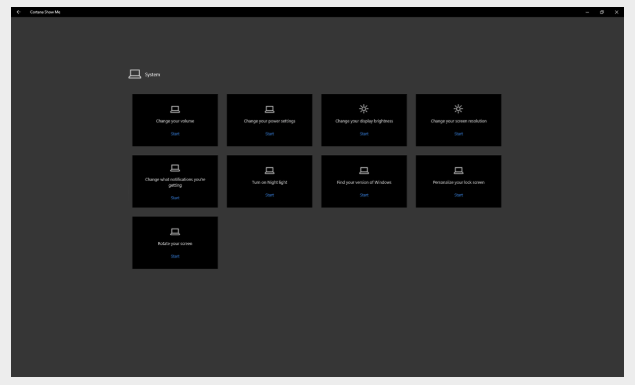 Cortana Show Me
System
Change your volume
Start
Change your power settings
Start
Change your display brightness
Start
Change your screen resolution
Start
Change what notifications you're
getting
Start
Turn on Night light
Start
Find your version of Windows
Start
Personalize your lock screen
Start
Rotate your screen
Start